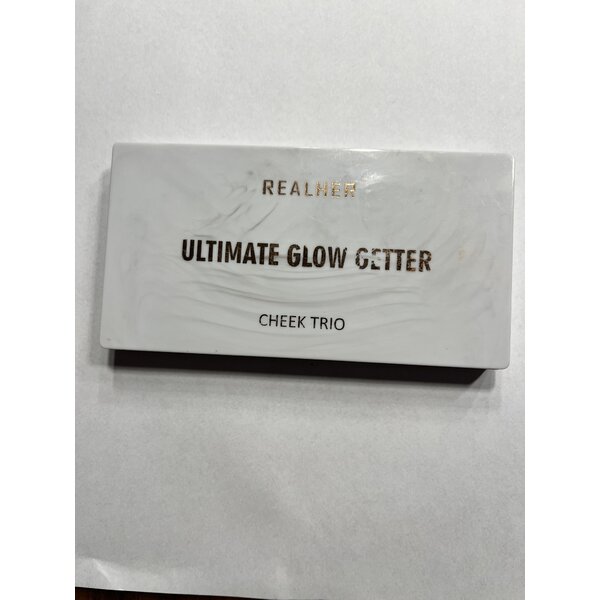 REALHER
ULTIMATE GLOW GETTER
CHEEK TRIO